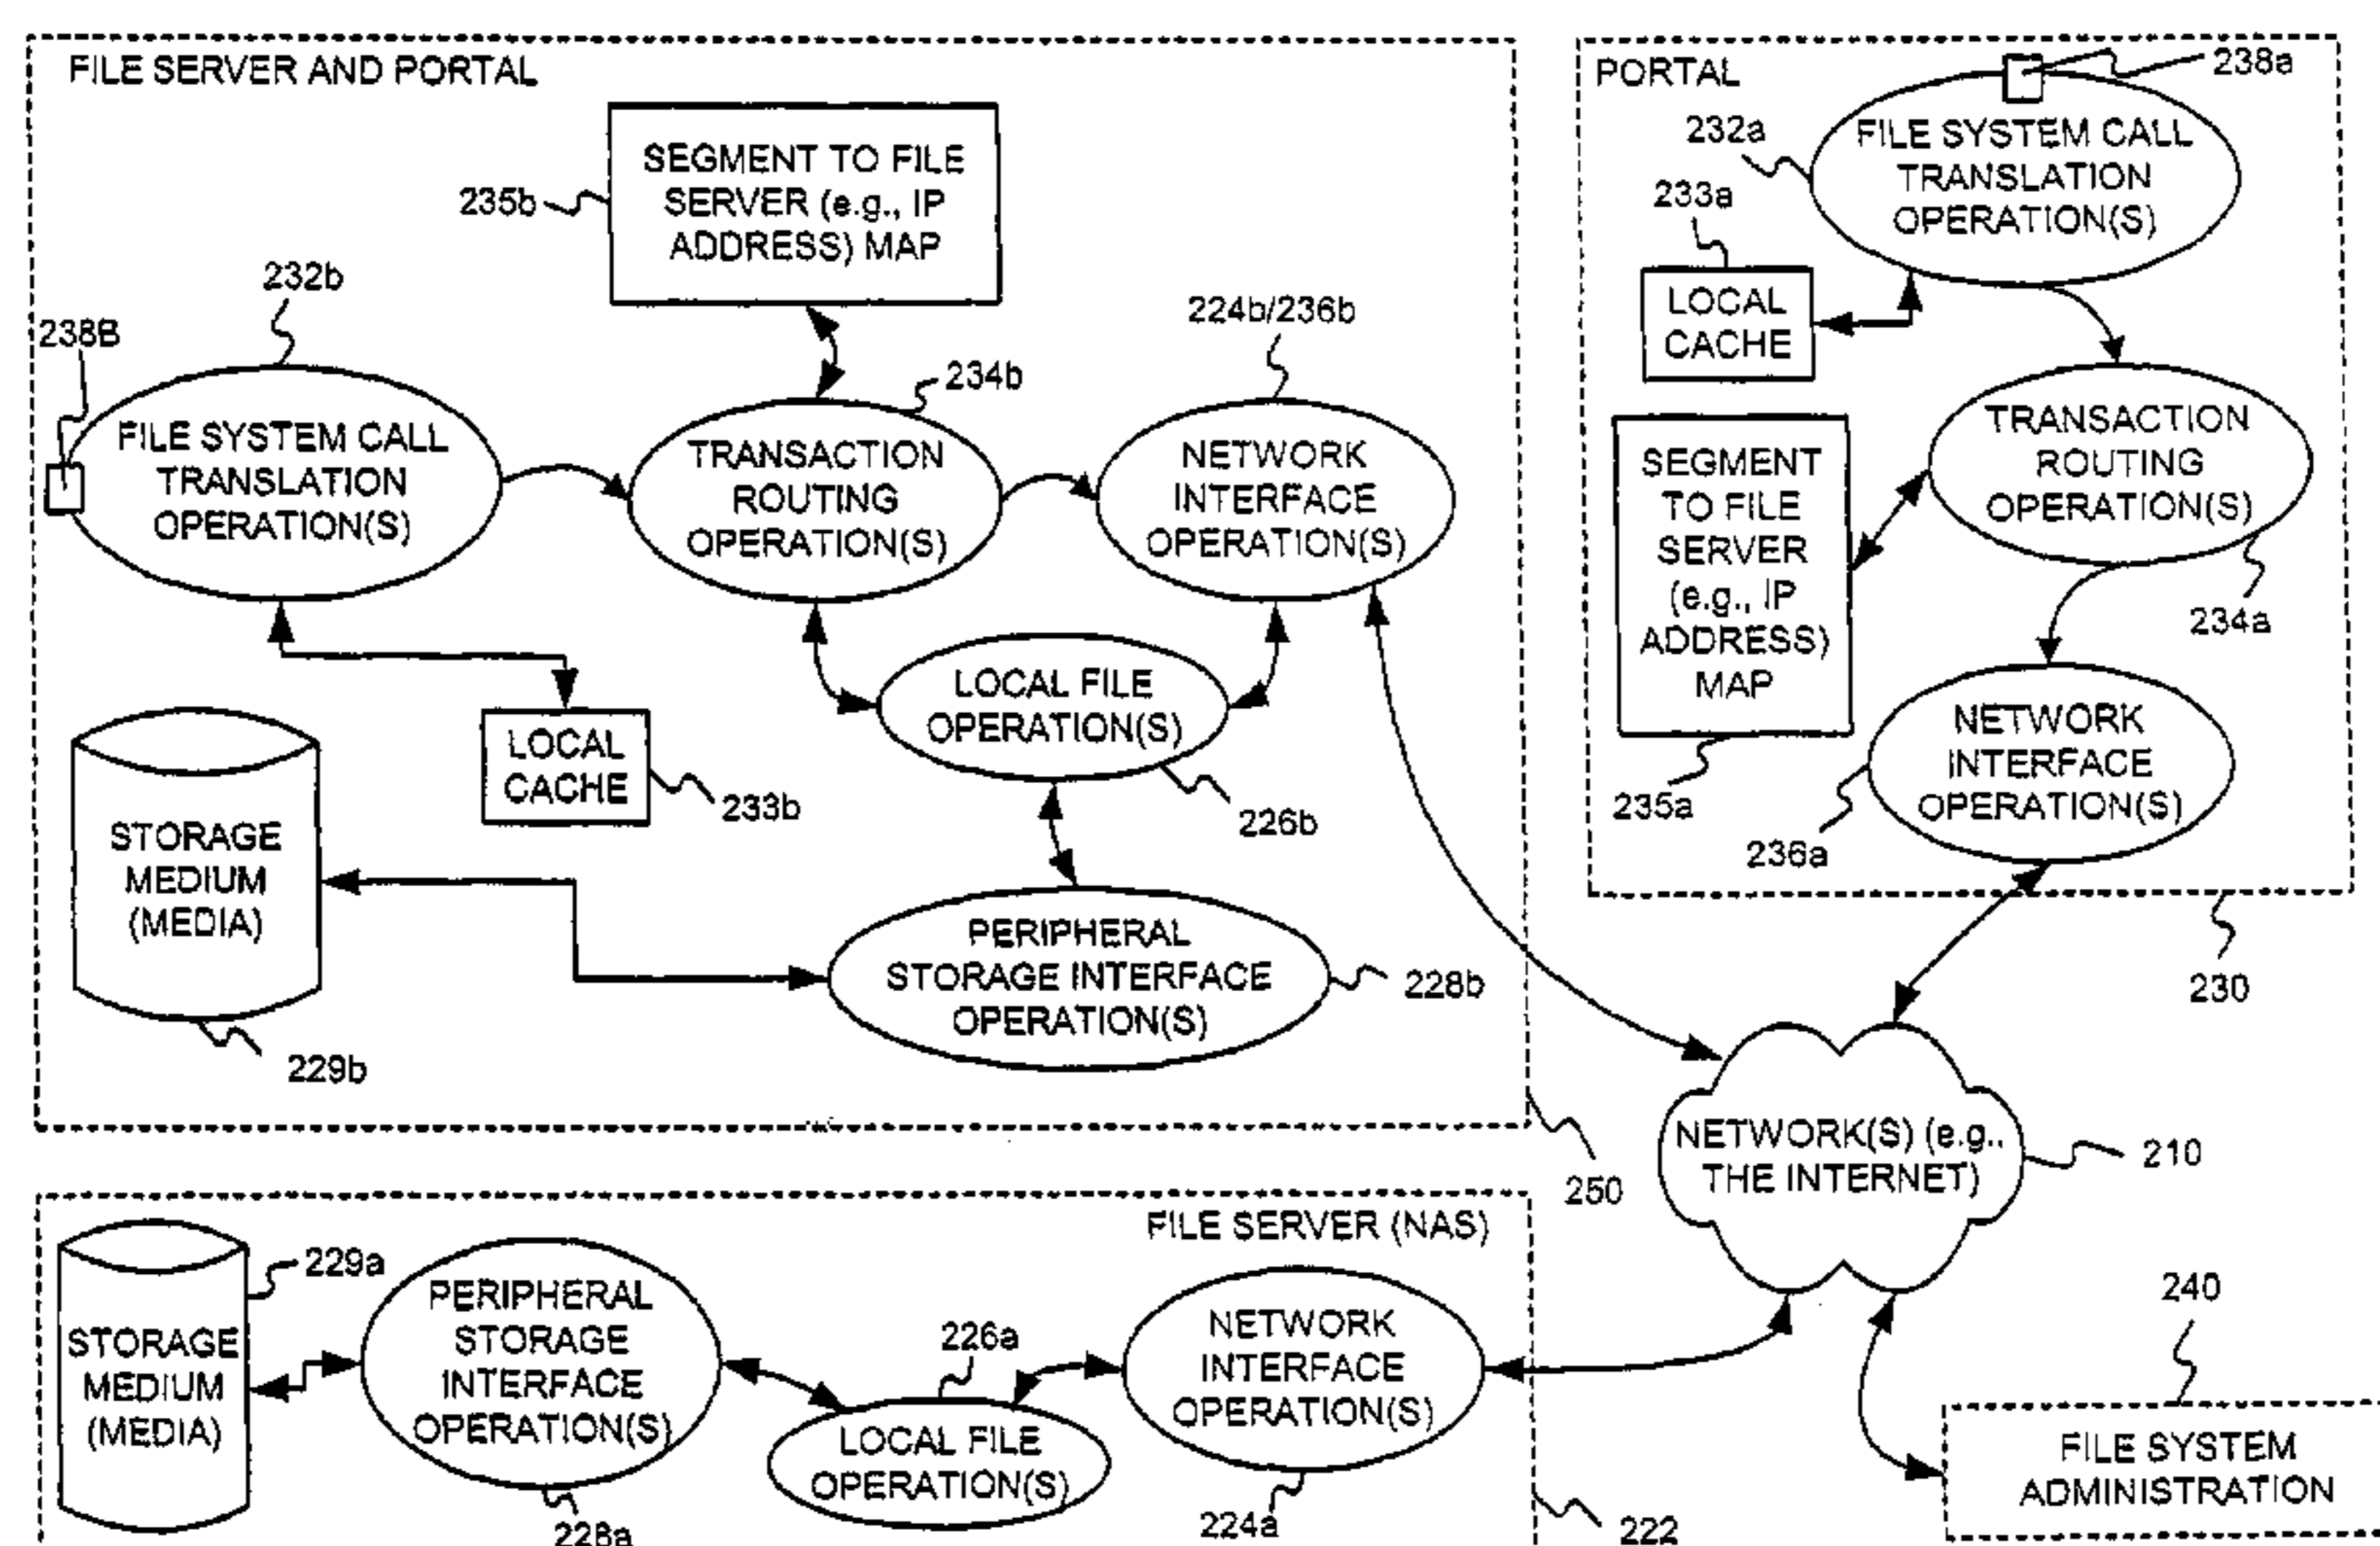 FILE SERVER AND PORTAL
SEGMENT TO FILE
SERVER (e.g., IP
ADDRESS) MAP
235b
232b
238B
FILE SYSTEM CALL
TRANSLATION
OPERATION(S)
234b
TRANSACTION
ROUTING
OPERATION(S)
224b/236b
NETWORK
INTERFACE
OPERATION(S)
LOCAL FILE
OPERATION(S)
226b
LOCAL
CACHE
233b
STORAGE
MEDIUM
(MEDIA)
229b
PERIPHERAL
STORAGE INTERFACE
OPERATION(S)
228b
250
PORTAL
238a
232a
FILE SYSTEM CALL
TRANSLATION
OPERATION(S)
233a
LOCAL
CACHE
TRANSACTION
ROUTING
OPERATION(S)
234a
SEGMENT
TO FILE
SERVER
(e.g., IP
ADDRESS)
MAP
235a
NETWORK
INTERFACE
OPERATION(S)
236a
230
NETWORK(S) (e.g.,
THE INTERNET)
210
FILE SERVER (NAS)
229a
STORAGE
MEDIUM
(MEDIA)
PERIPHERAL
STORAGE
INTERFACE
OPERATION(S)
228a
226a
LOCAL FILE
OPERATION(S)
NETWORK
INTERFACE
OPERATION(S)
224a
222
240
FILE SYSTEM
ADMINISTRATION